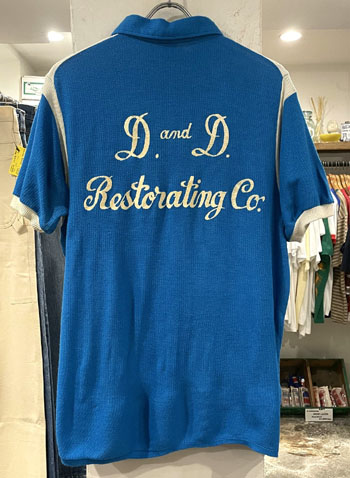 D. and D.
Restorating Co.